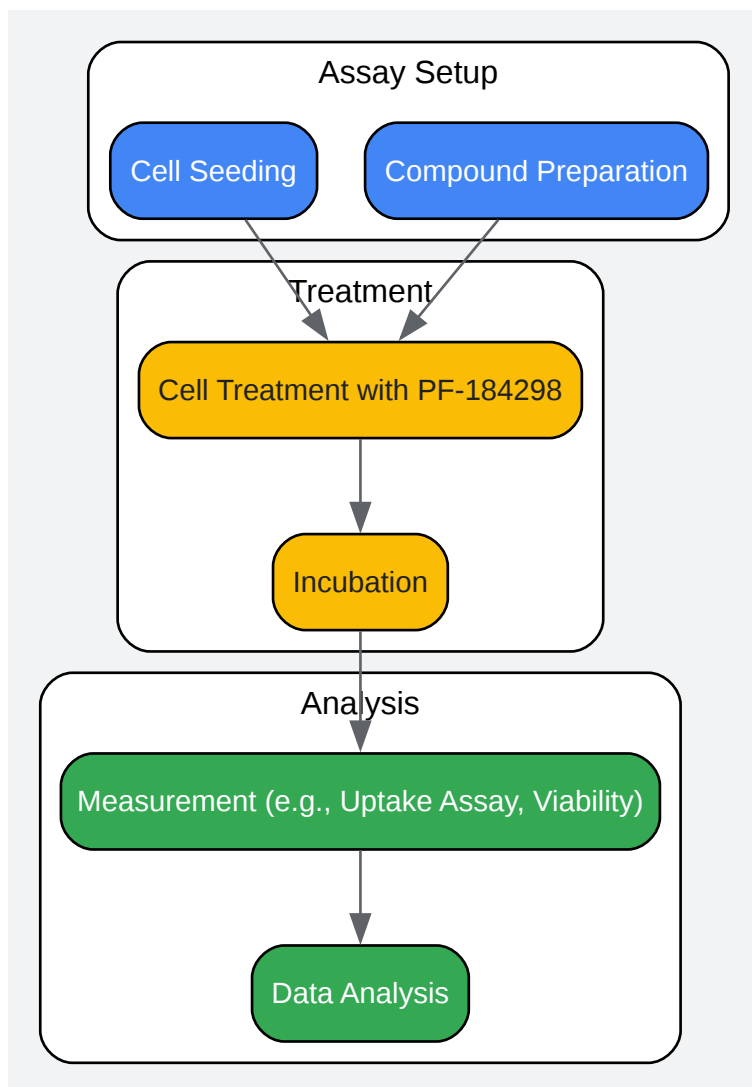 Assay Setup
Cell Seeding
Compound Preparation
Treatment
Cell Treatment with PF-184298
Incubation
Analysis
Measurement (e.g., Uptake Assay, Viability)
Data Analysis